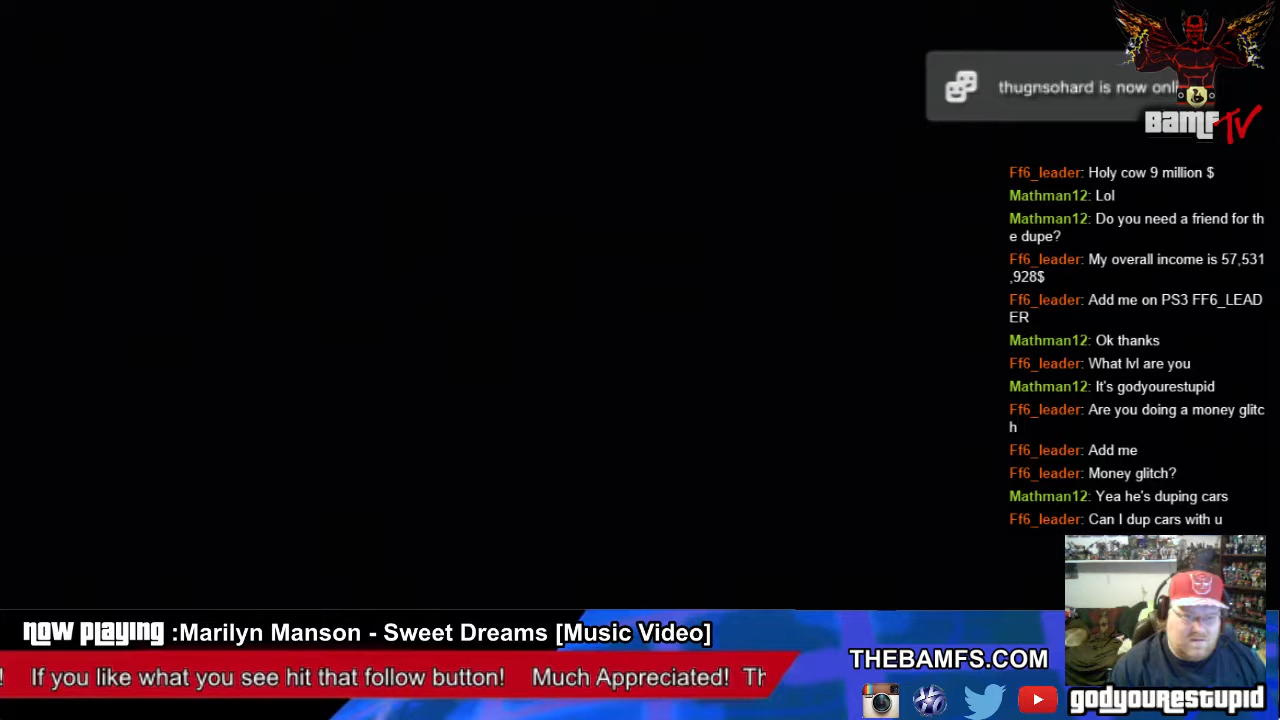 thugnsohard is now onli
BAMF TV
Ff6_leader: Holy cow 9 million $
Mathman12: Lol
Mathman12: Do you need a friend for th
e dupe?
Ff6_leader: My overall income is 57,531
,928$
Ff6_leader: Add me on PS3 FF6_LEAD
ER
Mathman12: Ok thanks
Ff6_leader: What lvl are you
Mathman12: It's godyourestupid
Ff6_leader: Are you doing a money glitc
h
Ff6_leader: Add me
Ff6_leader: Money glitch?
Mathman12: Yea he's duping cars
Ff6_leader: Can I dup cars with u
now playing :Marilyn Manson - Sweet Dreams [Music Video]
! If you like what you see hit that follow button! Much Appreciated! Th
THEBAMFS.COM
godyourestupid